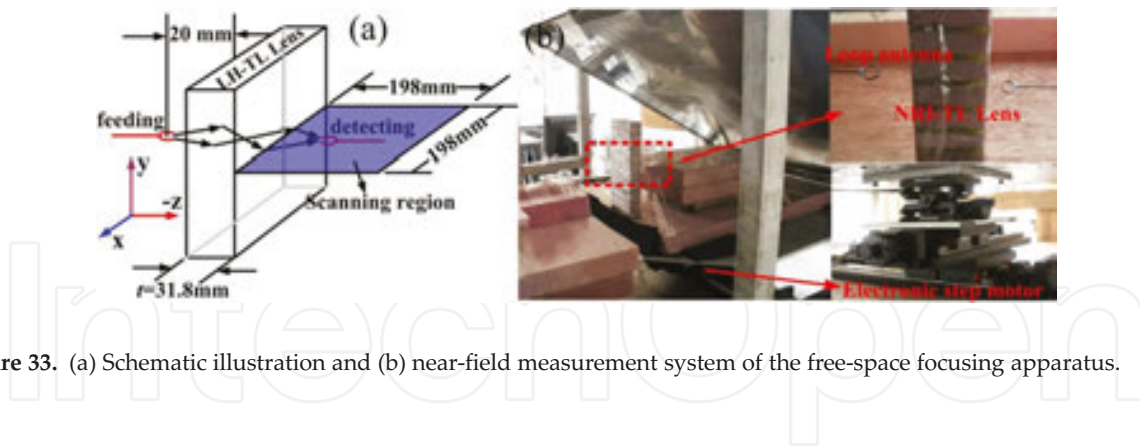 (a)
20 mm
LH-TL Lens
198mm
feeding
detecting
198mm
y
-z
x
Scanning region
t=31.8mm
(b)
Loop antenna
NRI-TL Lens
Electronic step motor
re 33. (a) Schematic illustration and (b) near-field measurement system of the free-space focusing apparatus.
IntechOpen